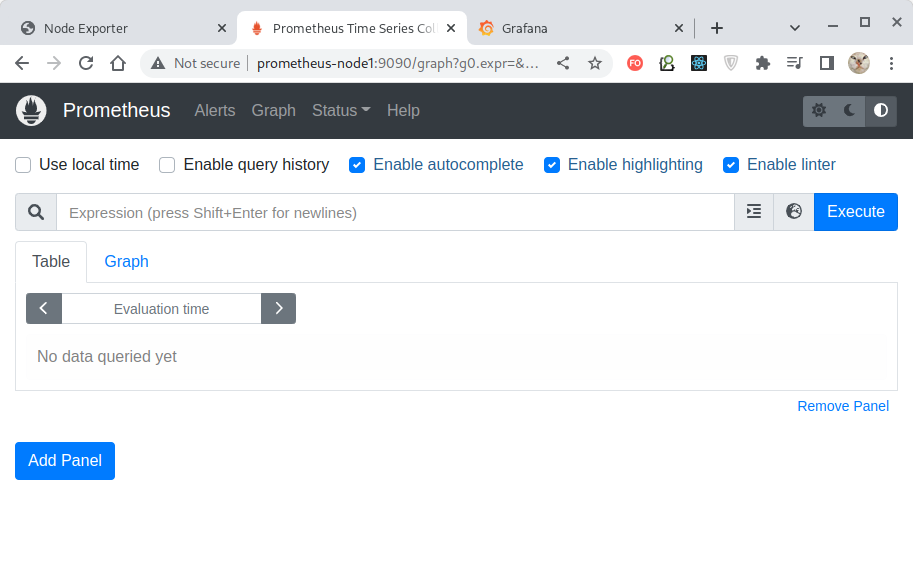 Node Exporter
Prometheus Time Series Col
Grafana
Not secure
prometheus-node1:9090/graph?g0.expr=&...
FO
Prometheus
Alerts
Graph
Status
Help
Use local time
Enable query history
Enable autocomplete
Enable highlighting
Enable linter
Expression (press Shift+Enter for newlines)
Execute
Table
Graph
Evaluation time
No data queried yet
Remove Panel
Add Panel